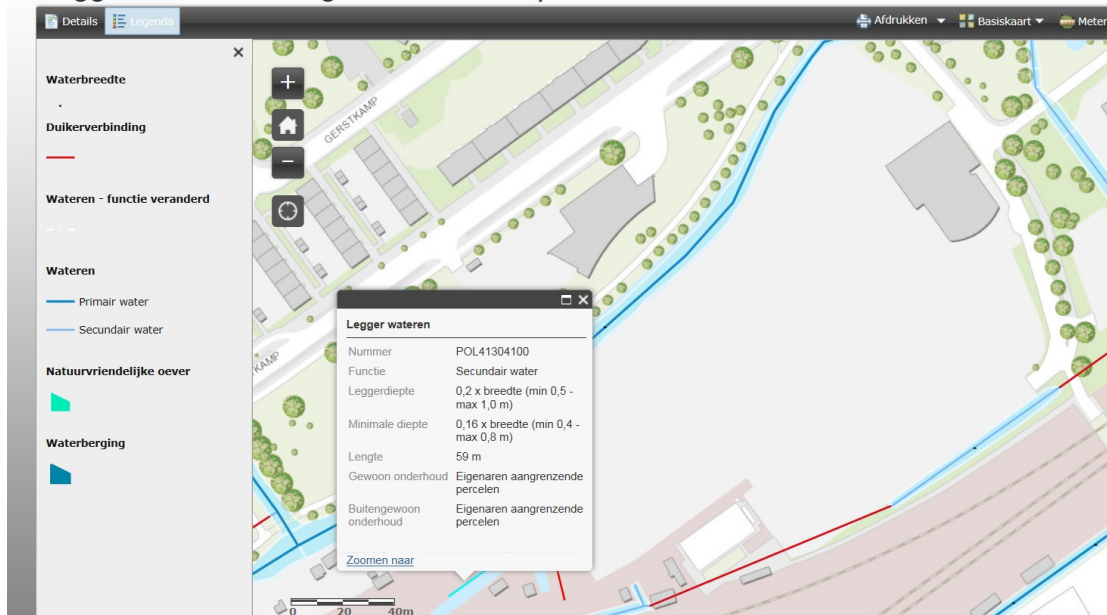 Details
Legenda
Afdrukken
Basiskaart
Meter
Waterbreedte
Duikerverbinding
Wateren - functie veranderd
Wateren
Primair water
Secundair water
Natuurvriendelijke oever
Waterberging
GERSTKAMP
KAMP
Legger wateren
Nummer POL41304100
Functie Secundair water
Leggerdiepte 0,2 x breedte (min 0,5 -
max 1,0 m)
Minimale diepte 0,16 x breedte (min 0,4 -
max 0,8 m)
Lengte 59 m
Gewoon onderhoud Eigenaren aangrenzende
percelen
Buitengewoon Eigenaren aangrenzende
onderhoud percelen
Zoomen naar
0 20 40m